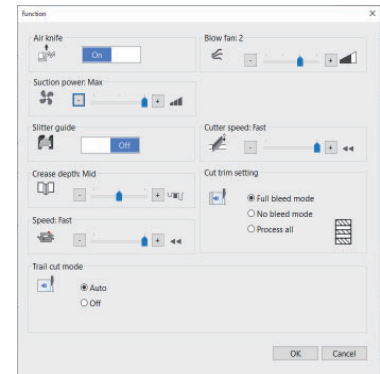 function
Air knife
On
Blow fan: 2
Suction power: Max
Slitter guide
Off
Cutter speed: Fast
Crease depth: Mid
Cut trim setting
Full bleed mode
No bleed mode
Process all
Speed: Fast
Trail cut mode
Auto
Off
OK
Cancel